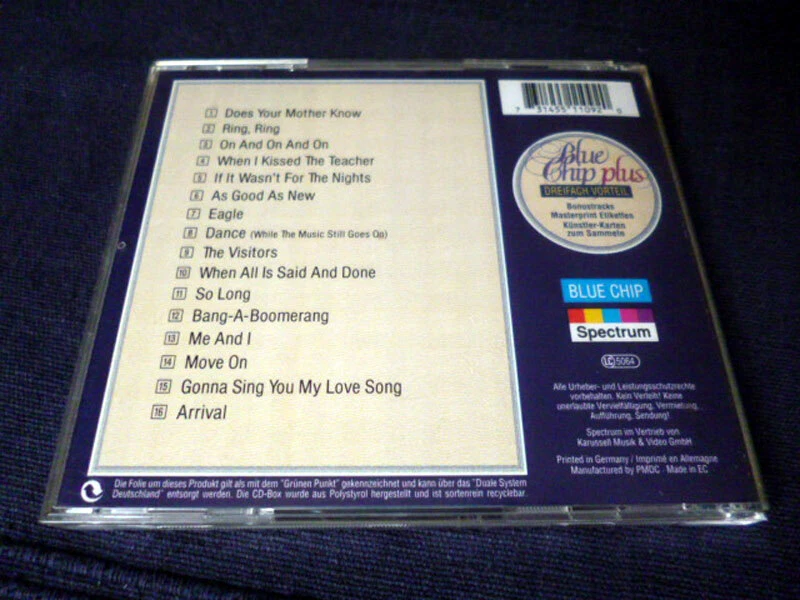 1 Does Your Mother Know
2 Ring, Ring
3 On And On And On
4 When I Kissed The Teacher
5 If It Wasn't For The Nights
6 As Good As New
7 Eagle
8 Dance (While The Music Still Goes On)
9 The Visitors
10 When All Is Said And Done
11 So Long
12 Bang-A-Boomerang
13 Me And I
14 Move On
15 Gonna Sing You My Love Song
16 Arrival
7 31455 11092 6
Blue
Chip plus
DREIFACH VORTEIL
Bonustracks
Masterprint Etiketten
Künstler-Karten
zum Sammeln
BLUE CHIP
Spectrum
LC 5064
Alle Urheber- und Leistungsschutzrechte
vorbehalten. Kein Verleih! Keine
unerlaubte Vervielfältigung, Vermietung,
Aufführung, Sendung!
Spectrum im Vertrieb von
Karussell Musik & Video GmbH
Printed in Germany / Imprimé en Allemagne
Manufactured by PMDC · Made in EC
Die Folie um dieses Produkt gilt als mit dem "Grünen Punkt" gekennzeichnet und kann über das "Duale System
Deutschland" entsorgt werden. Die CD-Box wurde aus Polystyrol hergestellt und ist sortenrein recyclebar.